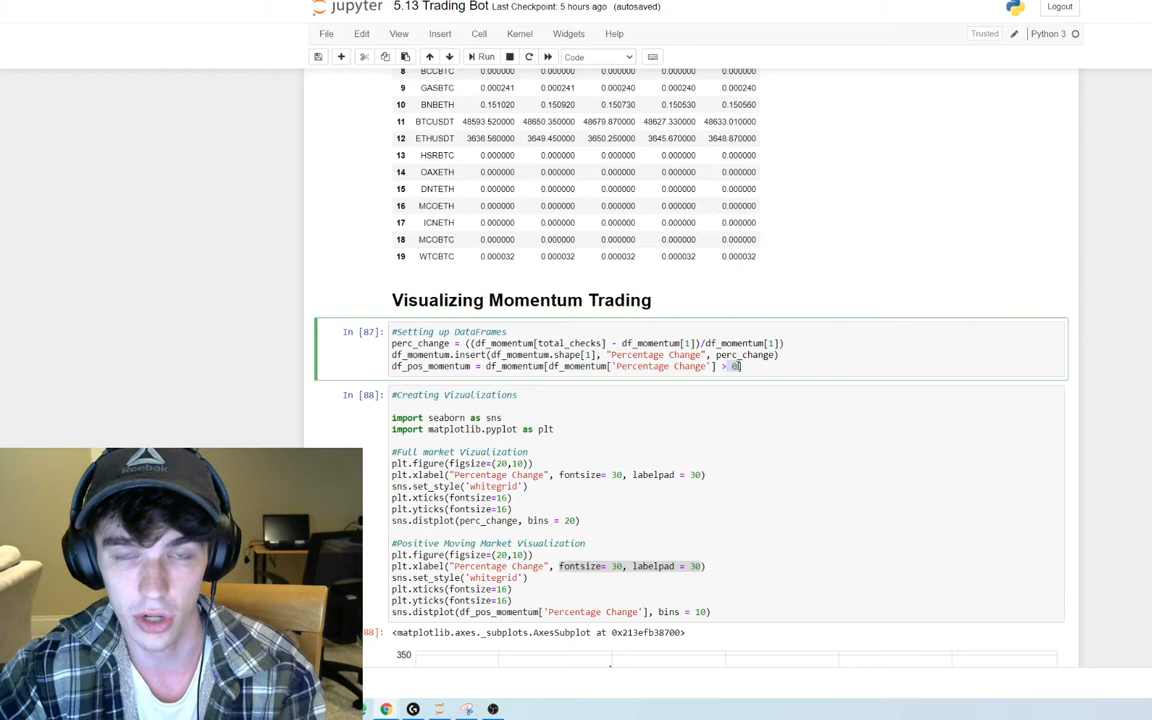 jupyter 5.13 Trading Bot Last Checkpoint: 5 hours ago (autosaved)
Logout
File Edit View Insert Cell Kernel Widgets Help
Trusted Python 3
Run Code
8 BCCBTC 0.000000 0.000000 0.000000 0.000000 0.000000
9 GASBTC 0.000241 0.000241 0.000240 0.000240 0.000240
10 BNBETH 0.151020 0.150920 0.150730 0.150530 0.150560
11 BTCUSDT 48593.520000 48650.350000 48679.870000 48627.330000 48633.010000
12 ETHUSDT 3636.560000 3649.450000 3650.250000 3645.670000 3648.870000
13 HSRBTC 0.000000 0.000000 0.000000 0.000000 0.000000
14 OAXETH 0.000000 0.000000 0.000000 0.000000 0.000000
15 DNTETH 0.000000 0.000000 0.000000 0.000000 0.000000
16 MCOETH 0.000000 0.000000 0.000000 0.000000 0.000000
17 ICNETH 0.000000 0.000000 0.000000 0.000000 0.000000
18 MCOBTC 0.000000 0.000000 0.000000 0.000000 0.000000
19 WTCBTC 0.000032 0.000032 0.000032 0.000032 0.000032
Visualizing Momentum Trading
In [87]: #Setting up DataFrames
perc_change = ((df_momentum[total_checks] - df_momentum[1])/df_momentum[1])
df_momentum.insert(df_momentum.shape[1], "Percentage Change", perc_change)
df_pos_momentum = df_momentum[df_momentum['Percentage Change'] > 0]
In [88]: #Creating Vizualizations
import seaborn as sns
import matplotlib.pyplot as plt
#Full market Vizualization
plt.figure(figsize=(20,10))
plt.xlabel("Percentage Change", fontsize= 30, labelpad = 30)
sns.set_style('whitegrid')
plt.xticks(fontsize=16)
plt.yticks(fontsize=16)
sns.distplot(perc_change, bins = 20)
#Positive Moving Market Visualization
plt.figure(figsize=(20,10))
plt.xlabel("Percentage Change", fontsize= 30, labelpad = 30)
sns.set_style('whitegrid')
plt.xticks(fontsize=16)
plt.yticks(fontsize=16)
sns.distplot(df_pos_momentum['Percentage Change'], bins = 10)
88]: <matplotlib.axes._subplots.AxesSubplot at 0x213efb38700>
350
Reebok